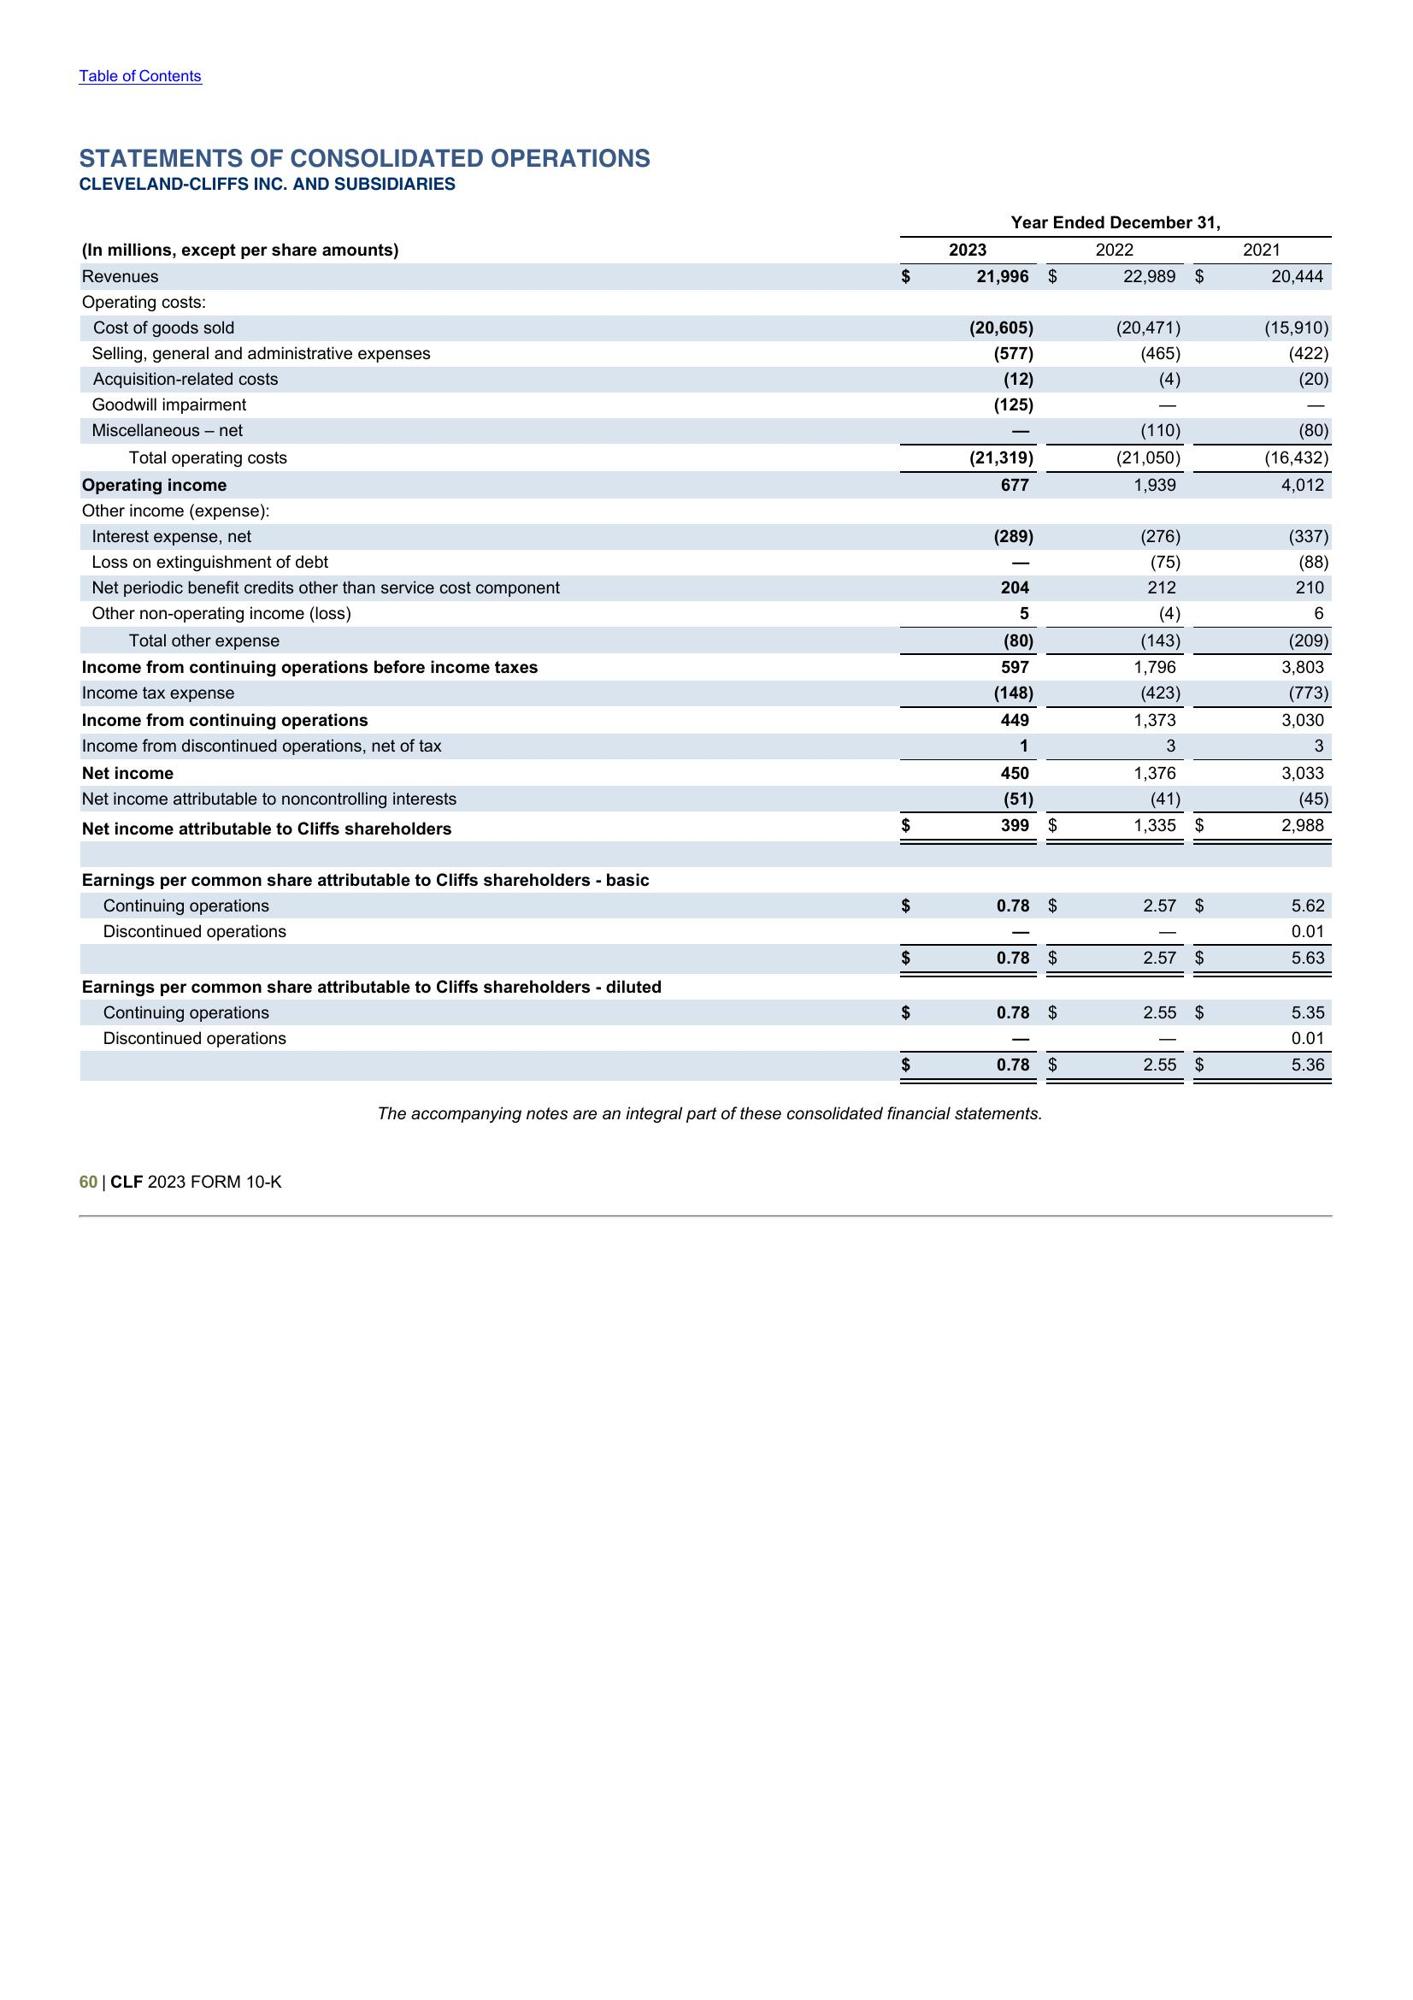 Table of Contents
STATEMENTS OF CONSOLIDATED OPERATIONS
CLEVELAND-CLIFFS INC. AND SUBSIDIARIES
Year Ended December 31,
(In millions, except per share amounts) 2023 2022 2021
Revenues $ 21,996 $ 22,989 $ 20,444
Operating costs:
Cost of goods sold (20,605) (20,471) (15,910)
Selling, general and administrative expenses (577) (465) (422)
Acquisition-related costs (12) (4) (20)
Goodwill impairment (125) — —
Miscellaneous – net — (110) (80)
Total operating costs (21,319) (21,050) (16,432)
Operating income 677 1,939 4,012
Other income (expense):
Interest expense, net (289) (276) (337)
Loss on extinguishment of debt — (75) (88)
Net periodic benefit credits other than service cost component 204 212 210
Other non-operating income (loss) 5 (4) 6
Total other expense (80) (143) (209)
Income from continuing operations before income taxes 597 1,796 3,803
Income tax expense (148) (423) (773)
Income from continuing operations 449 1,373 3,030
Income from discontinued operations, net of tax 1 3 3
Net income 450 1,376 3,033
Net income attributable to noncontrolling interests (51) (41) (45)
Net income attributable to Cliffs shareholders $ 399 $ 1,335 $ 2,988
Earnings per common share attributable to Cliffs shareholders - basic
Continuing operations $ 0.78 $ 2.57 $ 5.62
Discontinued operations — — 0.01
$ 0.78 $ 2.57 $ 5.63
Earnings per common share attributable to Cliffs shareholders - diluted
Continuing operations $ 0.78 $ 2.55 $ 5.35
Discontinued operations — — 0.01
$ 0.78 $ 2.55 $ 5.36
The accompanying notes are an integral part of these consolidated financial statements.
60 | CLF 2023 FORM 10-K